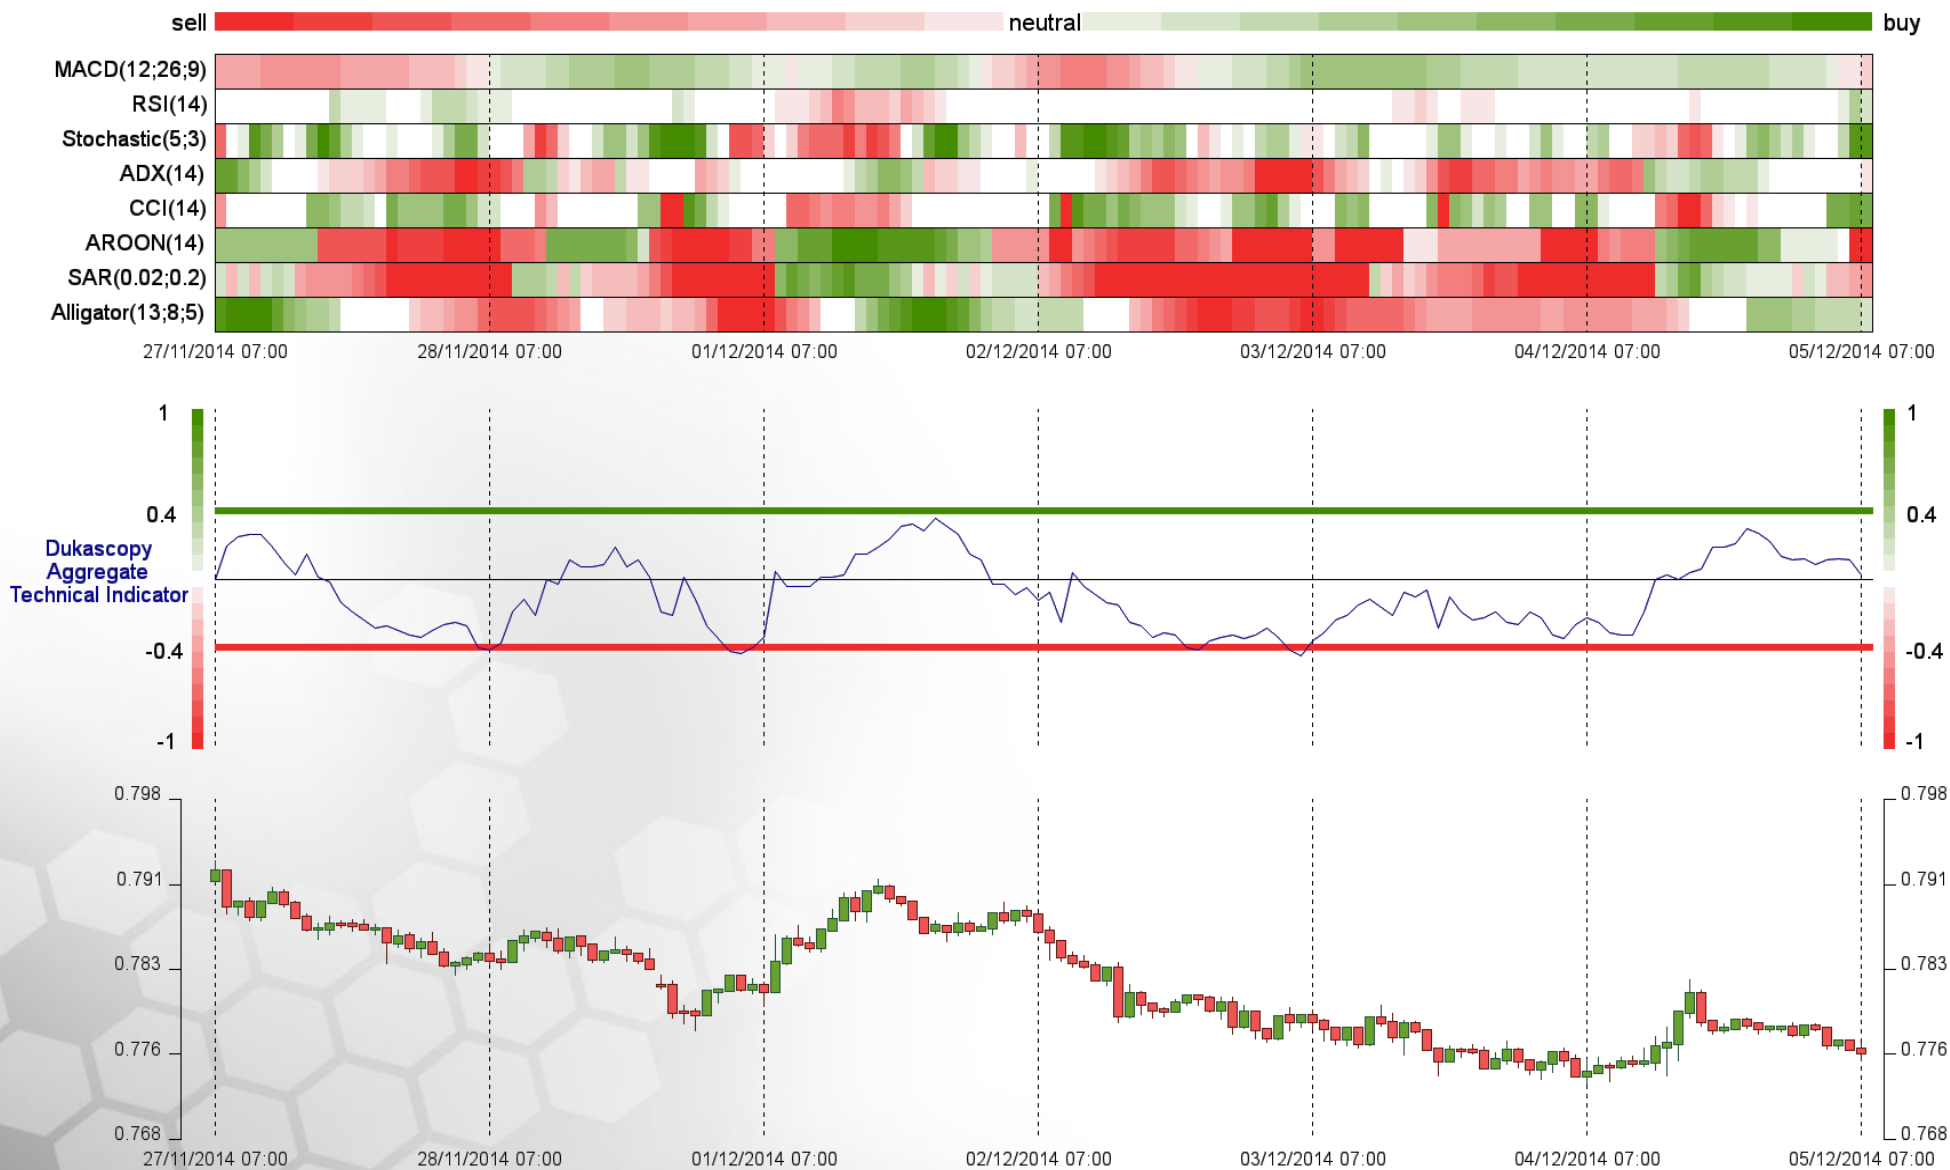 sell neutral buy
MACD(12;26;9)
RSI(14)
Stochastic(5;3)
ADX(14)
CCI(14)
AROON(14)
SAR(0.02;0.2)
Alligator(13;8;5)
27/11/2014 07:00 28/11/2014 07:00 01/12/2014 07:00 02/12/2014 07:00 03/12/2014 07:00 04/12/2014 07:00 05/12/2014 07:00
1 1
0.4 0.4
Dukascopy
Aggregate
Technical Indicator
-0.4 -0.4
-1 -1
0.798 0.798
0.791 0.791
0.783 0.783
0.776 0.776
0.768 0.768
27/11/2014 07:00 28/11/2014 07:00 01/12/2014 07:00 02/12/2014 07:00 03/12/2014 07:00 04/12/2014 07:00 05/12/2014 07:00